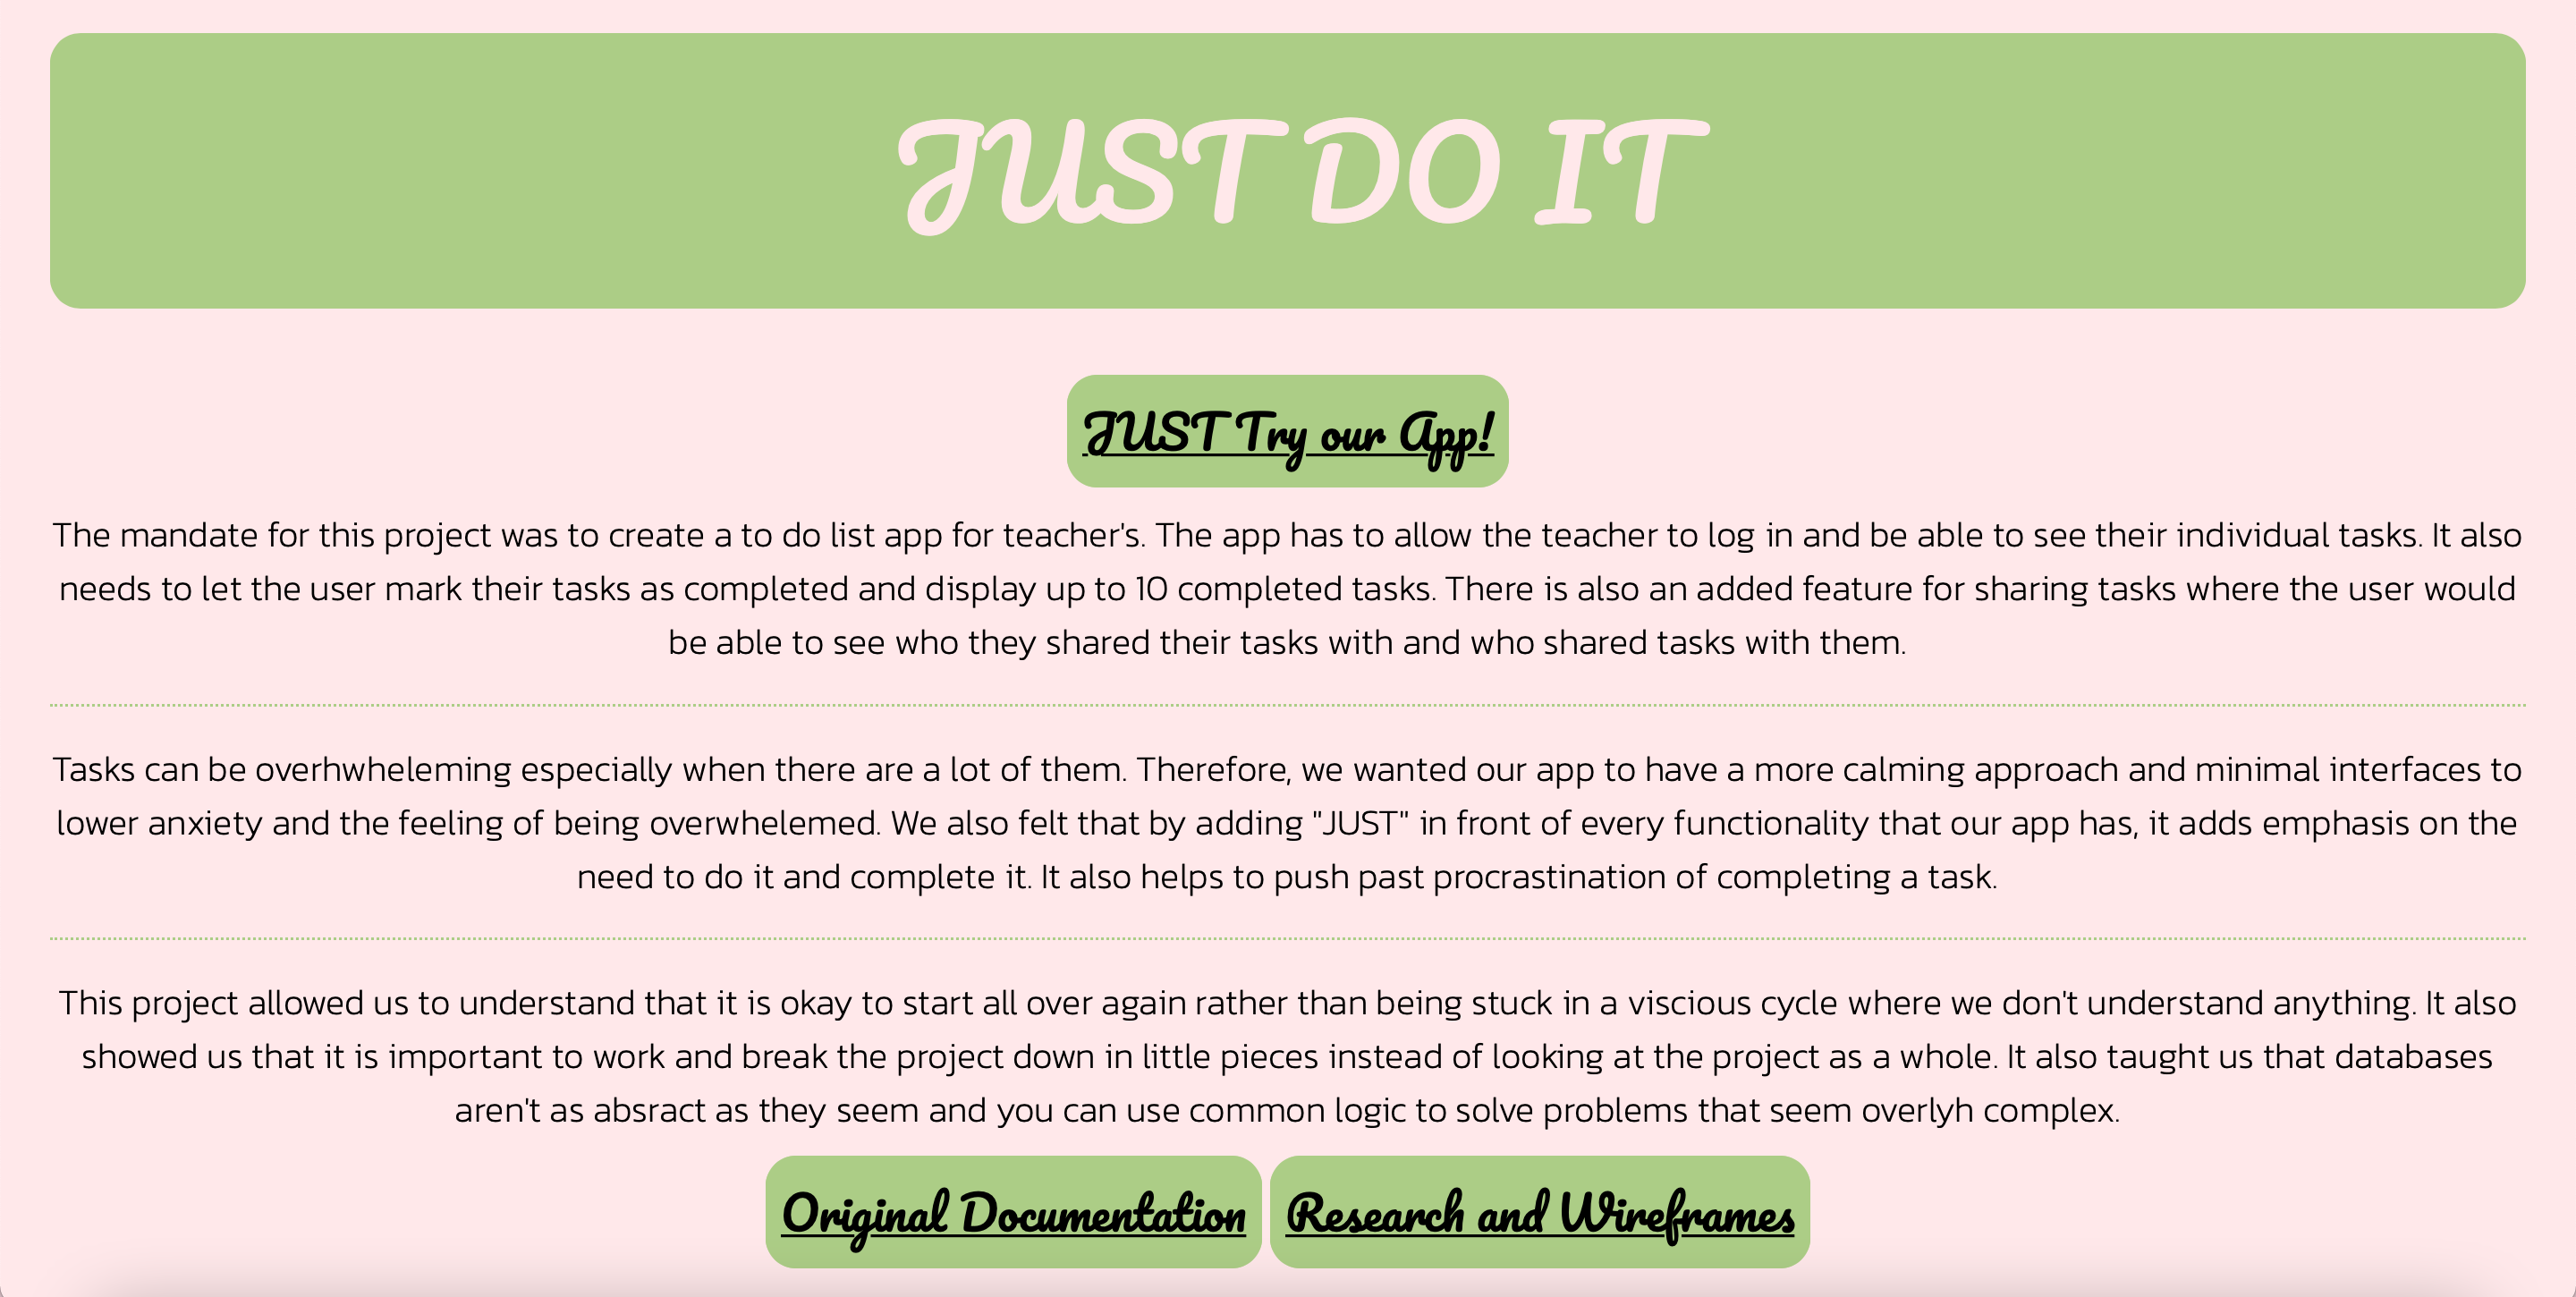 JUST DO IT
JUST Try our App!
The mandate for this project was to create a to do list app for teacher's. The app has to allow the teacher to log in and be able to see their individual tasks. It also
needs to let the user mark their tasks as completed and display up to 10 completed tasks. There is also an added feature for sharing tasks where the user would
be able to see who they shared their tasks with and who shared tasks with them.
Tasks can be overhwheleming especially when there are a lot of them. Therefore, we wanted our app to have a more calming approach and minimal interfaces to
lower anxiety and the feeling of being overwhelemed. We also felt that by adding "JUST" in front of every functionality that our app has, it adds emphasis on the
need to do it and complete it. It also helps to push past procrastination of completing a task.
This project allowed us to understand that it is okay to start all over again rather than being stuck in a viscious cycle where we don't understand anything. It also
showed us that it is important to work and break the project down in little pieces instead of looking at the project as a whole. It also taught us that databases
aren't as absract as they seem and you can use common logic to solve problems that seem overlyh complex.
Original Documentation Research and Wireframes